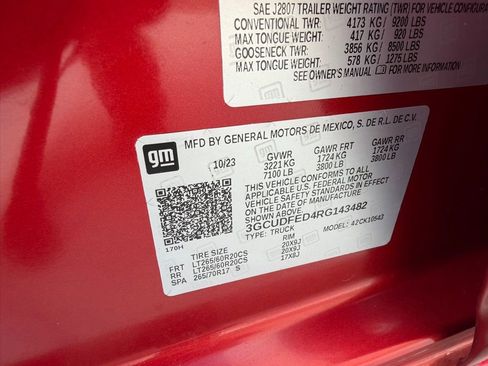 SAE J2807 TRAILER WEIGHT RATING (TWR) FOR VEHICLE CONFIGURA
CONVENTIONAL TWR: 4173 KG / 9200 LBS
MAX TONGUE WEIGHT: 417 KG / 920 LBS
GOOSENECK TWR: 3856 KG / 8500 LBS
MAX TONGUE WEIGHT: 578 KG / 1275 LBS
SEE OWNER'S MANUAL FOR MORE
gm
MFD BY GENERAL MOTORS DE MEXICO, S. DE R.L. DE C.V.
10/23 GVWR GAWR FRT GAWR RR
3221 KG 1724 KG 1724 KG
7100 LB 3800 LB 3800 LB
THIS VEHICLE CONFORMS TO ALL
APPLICABLE U.S. FEDERAL MOTOR
VEHICLE SAFETY STANDARDS
IN EFFECT ON THE DATE OF MANUFACTURE
SHOWN ABOVE.
3GCUDFED4RG143482
TYPE: TRUCK MODEL: 42CK10543
170H
TIRE SIZE RIM
FRT LT265/60R20CS 20X9J
RR LT265/60R20CS 20X9J
SPA 265/70R17 S 17X8J